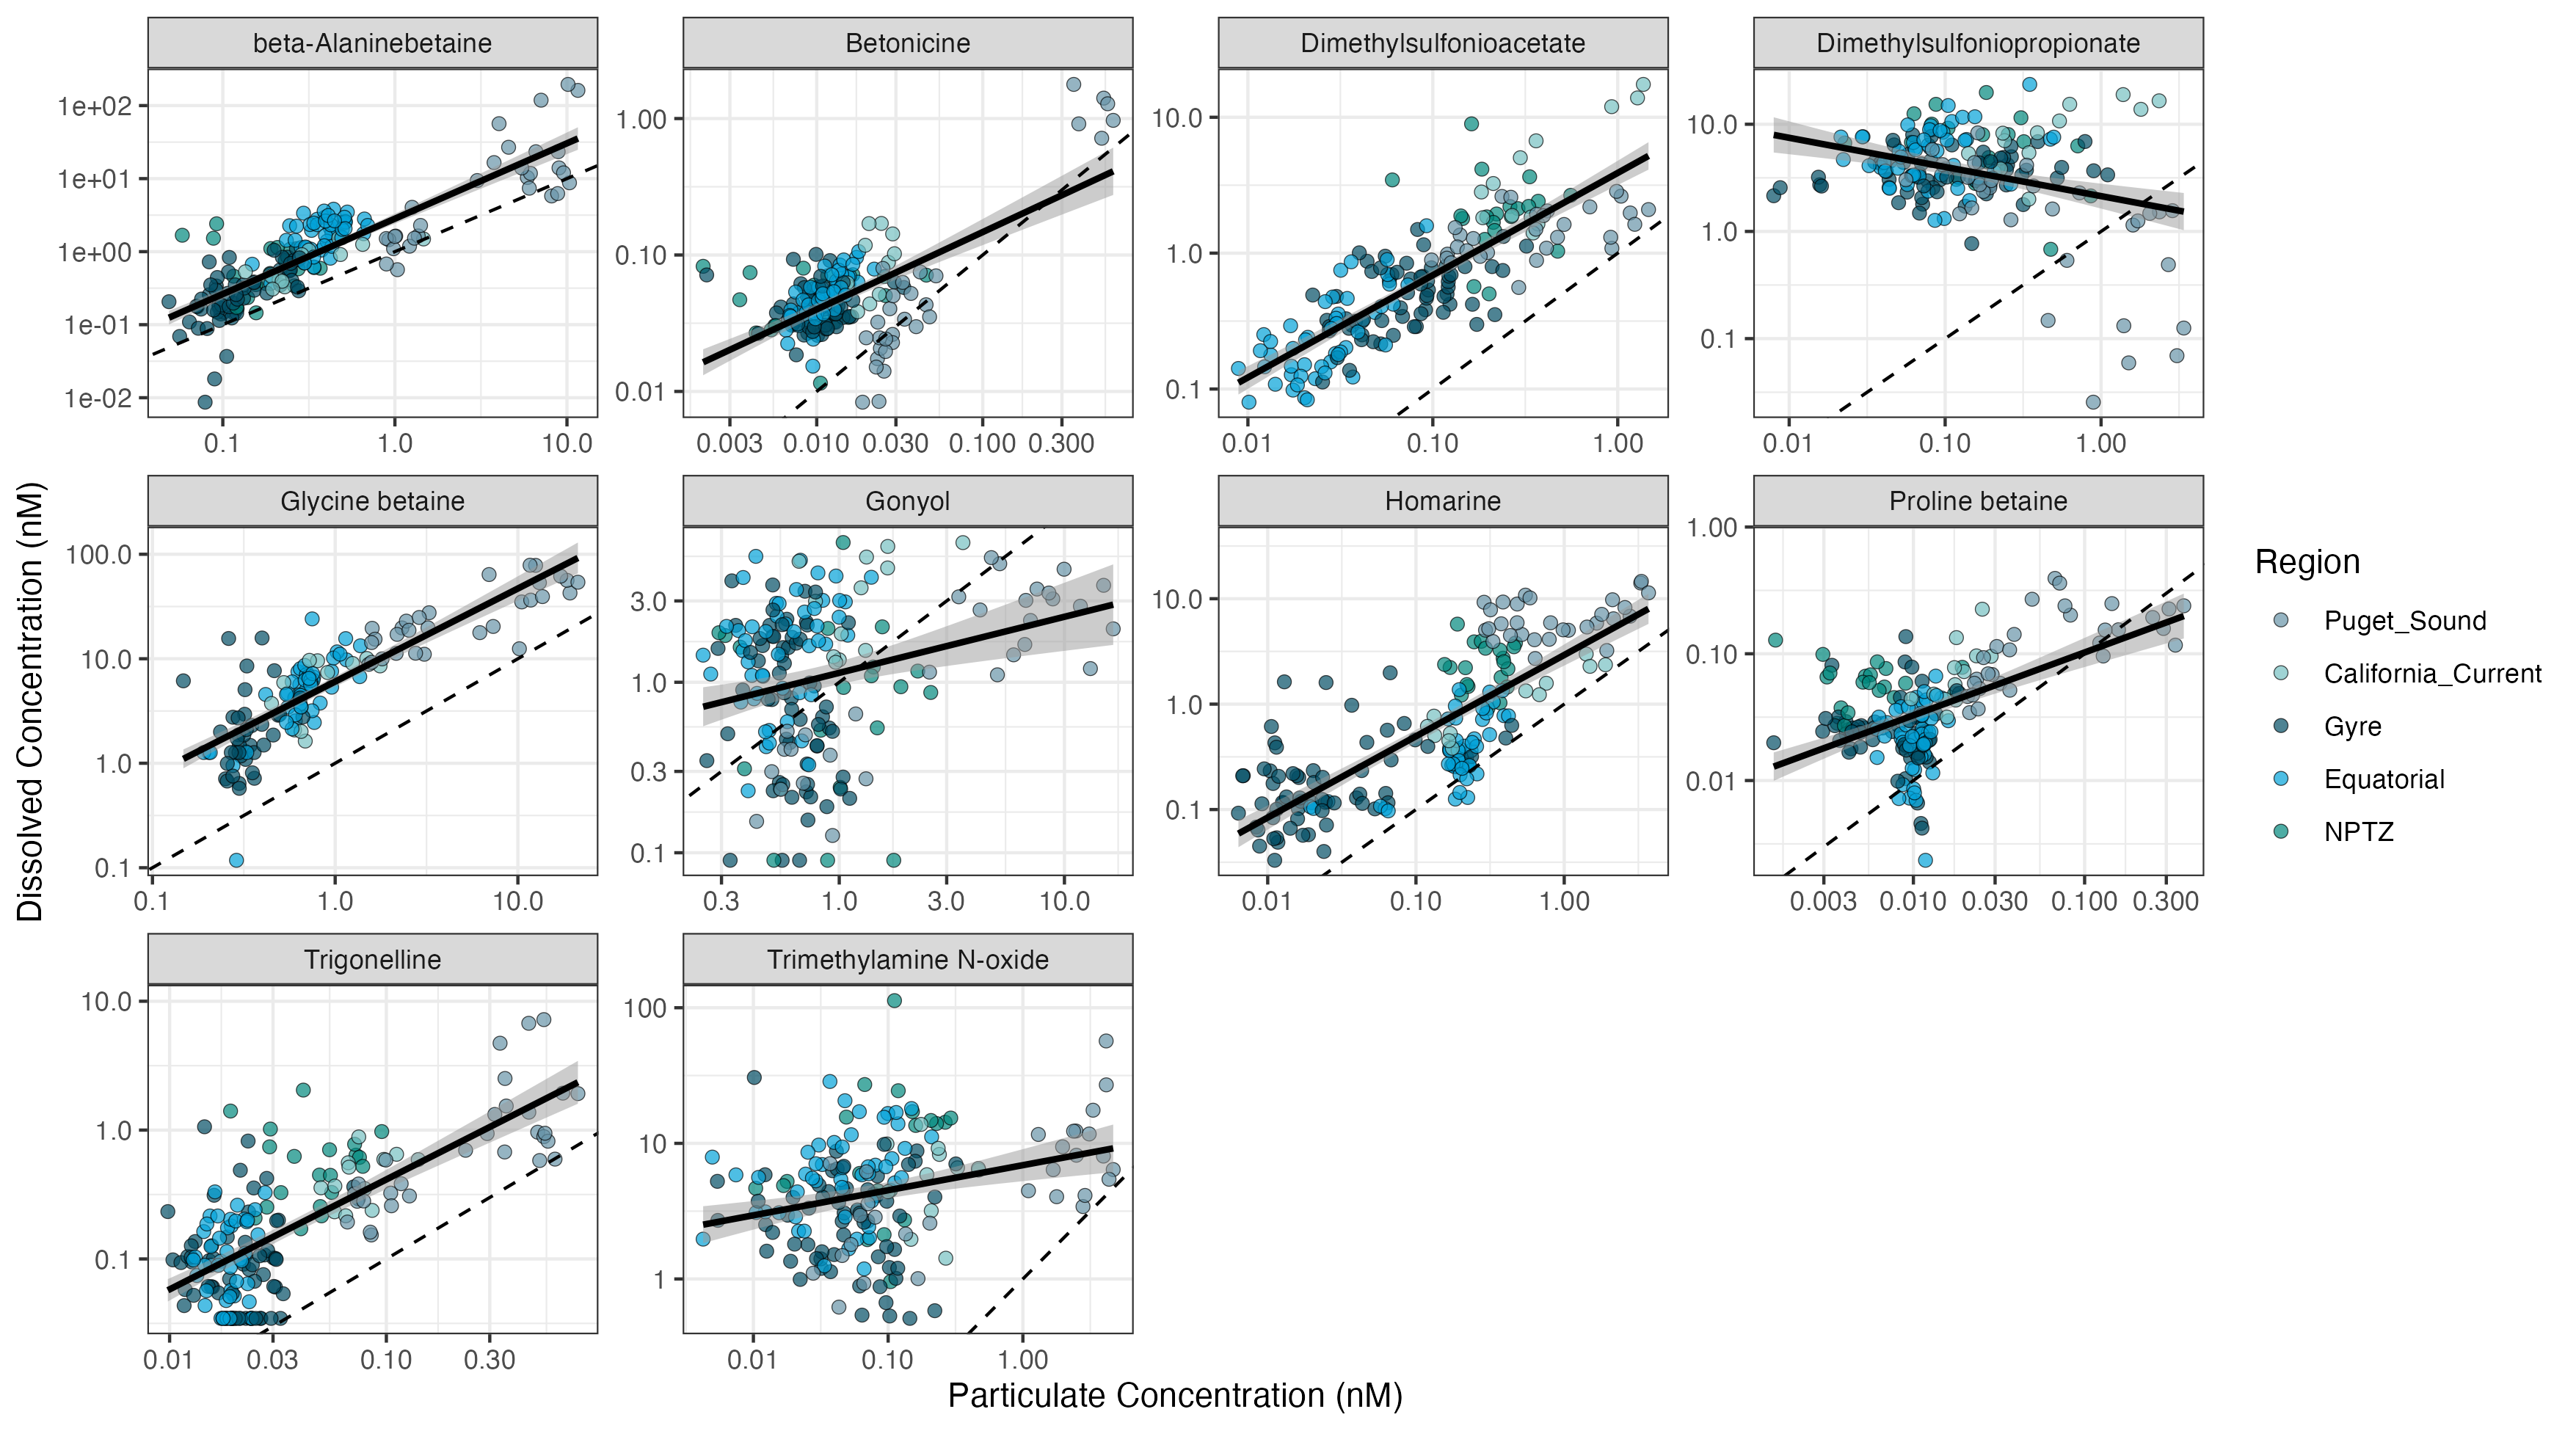 beta-Alaninebetaine
Betonicine
Dimethylsulfonioacetate
Dimethylsulfoniopropionate
1e+02
1e+01
1e+00
1e-01
1e-02
0.1 1.0 10.0
1.00
0.10
0.01
0.003 0.010 0.030 0.100 0.300
10.0
1.0
0.1
0.01 0.10 1.00
10.0
1.0
0.1
0.01 0.10 1.00
Glycine betaine
Gonyol
Homarine
Proline betaine
100.0
10.0
1.0
0.1
0.1 1.0 10.0
3.0
1.0
0.3
0.1
0.3 1.0 3.0 10.0
10.0
1.0
0.1
0.01 0.10 1.00
1.00
0.10
0.01
0.003 0.010 0.030 0.100 0.300
Trigonelline
Trimethylamine N-oxide
10.0
1.0
0.1
0.01 0.03 0.10 0.30
100
10
1
0.01 0.10 1.00
Dissolved Concentration (nM)
Particulate Concentration (nM)
Region
Puget_Sound
California_Current
Gyre
Equatorial
NPTZ